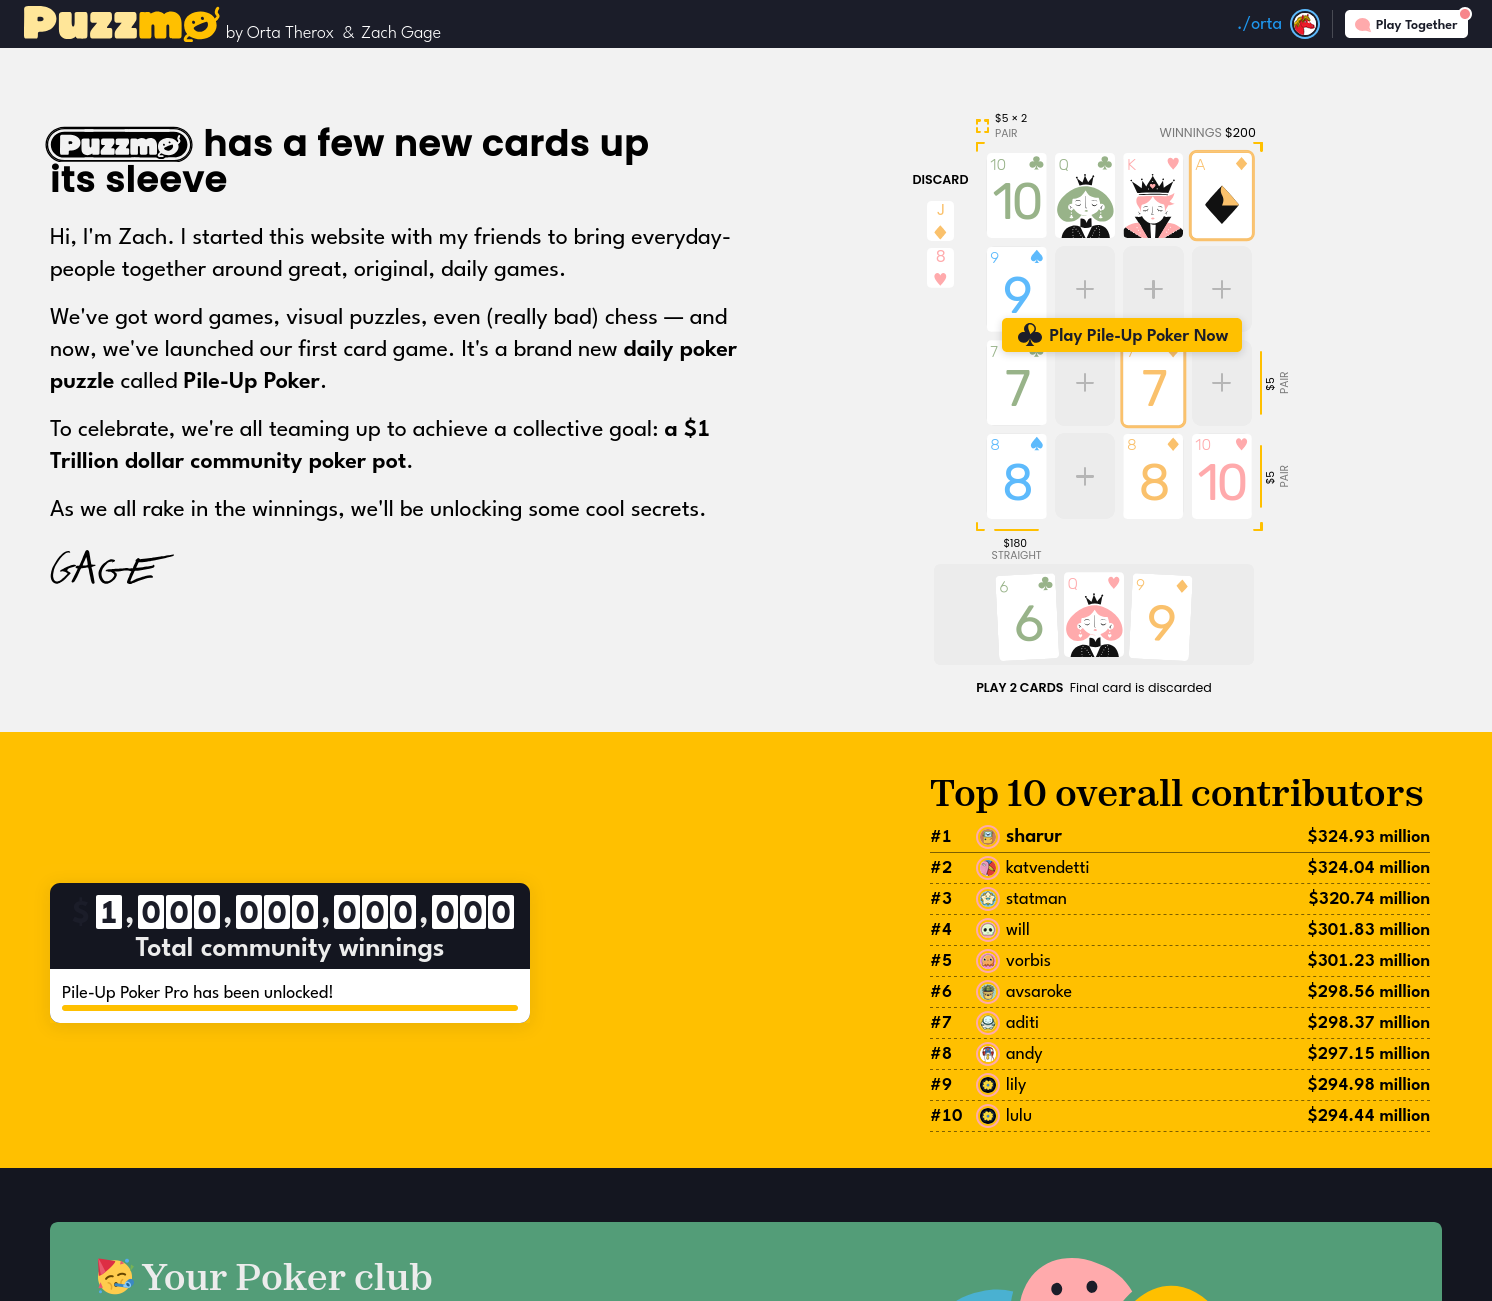 Puzzmo by Orta Therox & Zach Gage
./orta
Play Together
Puzzmo has a few new cards up
its sleeve
Hi, I'm Zach. I started this website with my friends to bring everyday-
people together around great, original, daily games.
We've got word games, visual puzzles, even (really bad) chess — and
now, we've launched our first card game. It's a brand new daily poker
puzzle called Pile-Up Poker.
To celebrate, we're all teaming up to achieve a collective goal: a $1
Trillion dollar community poker pot.
As we all rake in the winnings, we'll be unlocking some cool secrets.
GAGE
$5 × 2
PAIR
WINNINGS $200
DISCARD
J
8
10 Q K A
10
9
9
Play Pile-Up Poker Now
7 7
7 7
$5
PAIR
8 8 10
8 8 10
$5
PAIR
$180
STRAIGHT
6 Q 9
6 9
PLAY 2 CARDS Final card is discarded
$1,000,000,000,000
Total community winnings
Pile-Up Poker Pro has been unlocked!
Top 10 overall contributors
#1 sharur $324.93 million
#2 katvendetti $324.04 million
#3 statman $320.74 million
#4 will $301.83 million
#5 vorbis $301.23 million
#6 avsaroke $298.56 million
#7 aditi $298.37 million
#8 andy $297.15 million
#9 lily $294.98 million
#10 lulu $294.44 million
🥳 Your Poker club